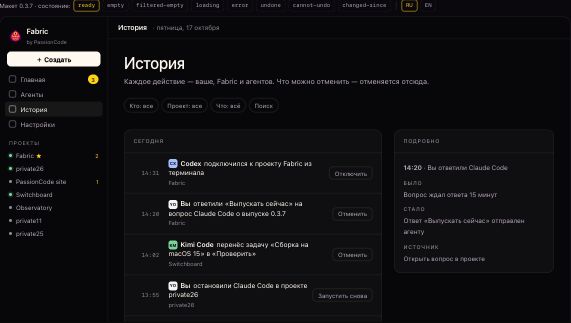 Макет 0.3.7 · состояние: ready empty filtered-empty loading error undone cannot-undo changed-since RU EN
Fabric
by PassionCode
+ Создать
Главная 3
Агенты
История
Настройки
ПРОЕКТЫ
Fabric ★ 2
private26
PassionCode site 1
Switchboard
Observatory
private11
private25
История · пятница, 17 октября
История
Каждое действие — ваше, Fabric и агентов. Что можно отменить — отменяется отсюда.
Кто: все Проект: все Что: всё Поиск
СЕГОДНЯ
14:31 CX Codex подключился к проекту Fabric из
терминала
Fabric
Отключить
14:20 YO Вы ответили «Выпускать сейчас» на
вопрос Claude Code о выпуске 0.3.7
Fabric
Отменить
14:02 KM Kimi Code перенёс задачу «Сборка на
macOS 15» в «Проверить»
Switchboard
Отменить
13:55 YO Вы остановили Claude Code в проекте
private26
private26
Запустить снова
ПОДРОБНО
14:20 · Вы ответили Claude Code
БЫЛО
Вопрос ждал ответа 15 минут
СТАЛО
Ответ «Выпускать сейчас» отправлен
агенту
ИСТОЧНИК
Открыть вопрос в проекте